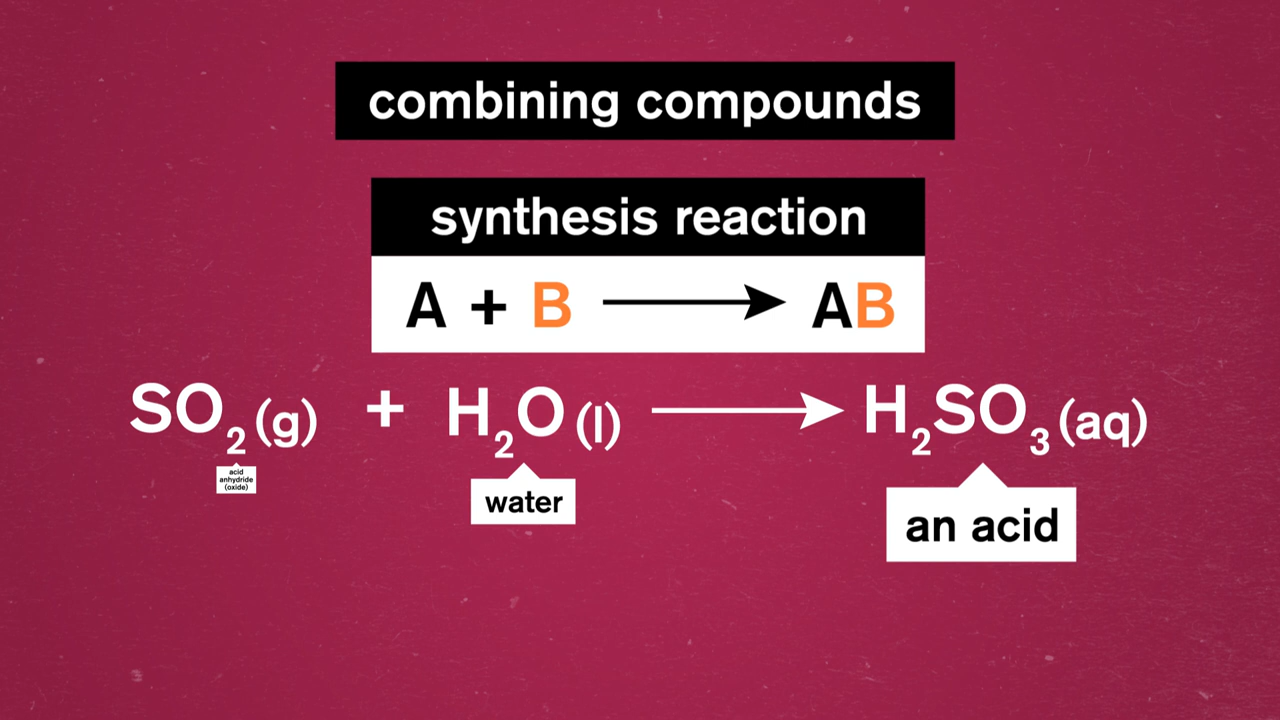 combining compounds
synthesis reaction
A + B ⟶ AB
SO₂(g) + H₂O(l) ⟶ H₂SO₃(aq)
acid
anhydride
(oxide)
water
an acid